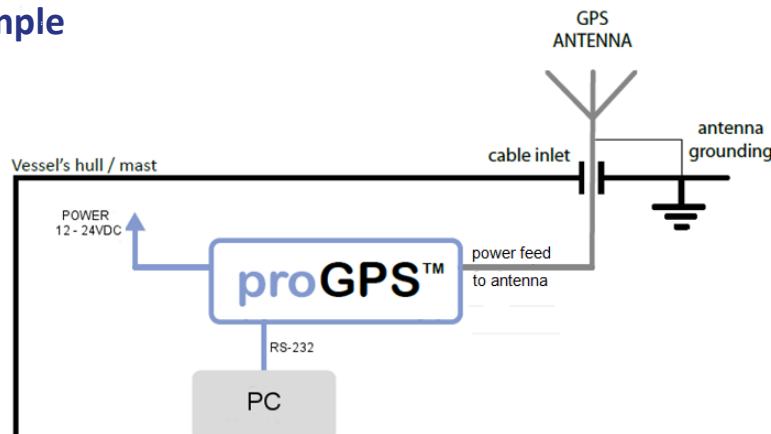 mple
GPS
ANTENNA
antenna
grounding
cable inlet
Vessel's hull / mast
POWER
12 - 24VDC
proGPS™
power feed
to antenna
RS-232
PC